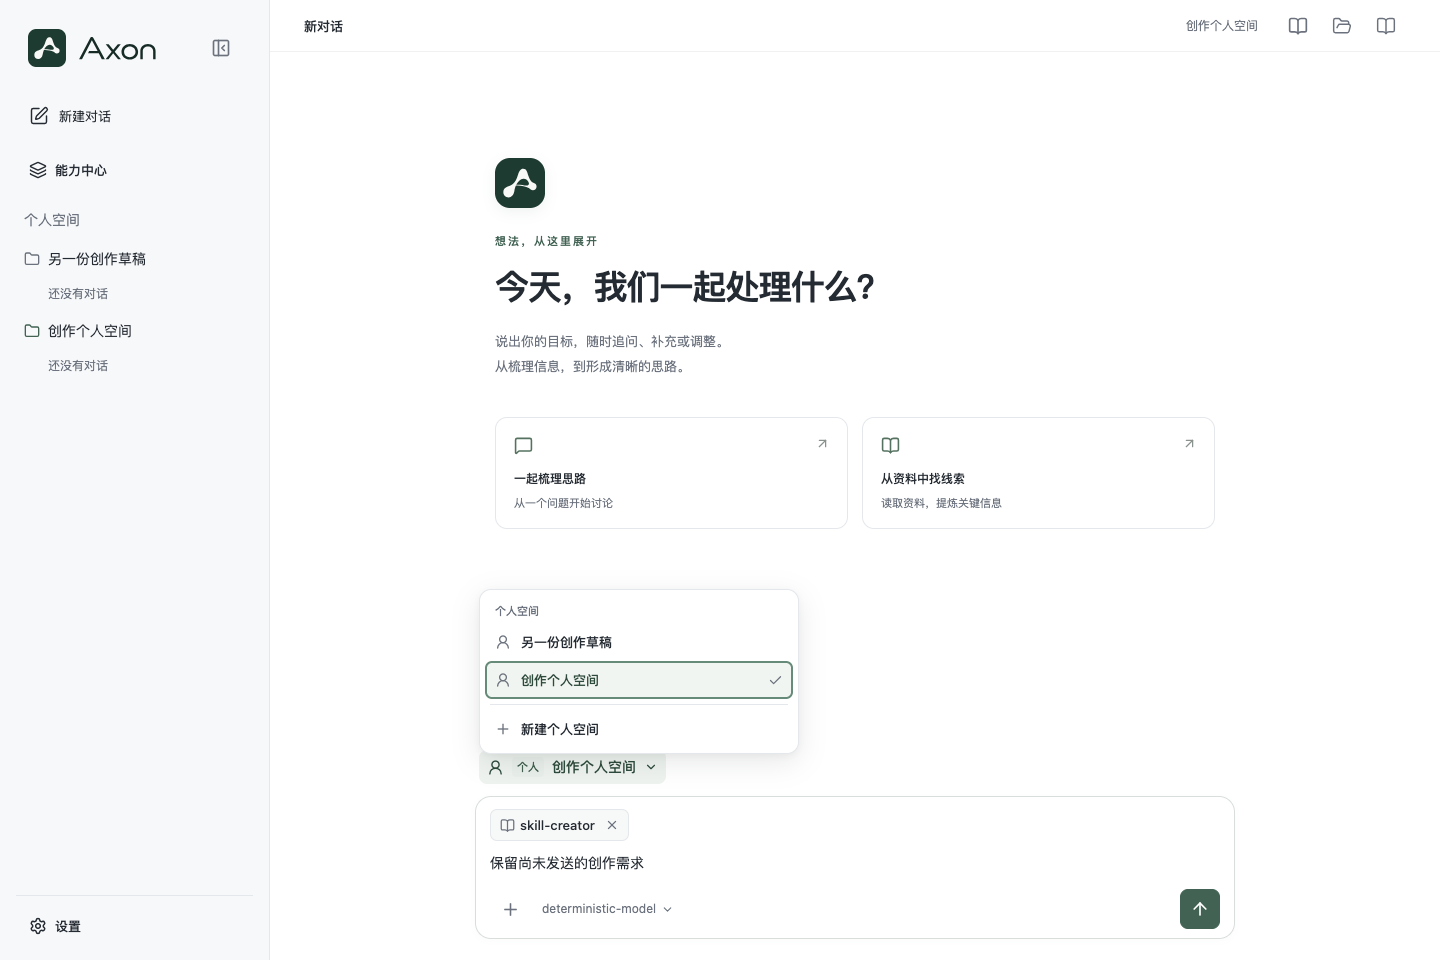 Axon
新建对话
能力中心
个人空间
另一份创作草稿
还没有对话
创作个人空间
还没有对话
设置
新对话
创作个人空间
想法，从这里展开
今天，我们一起处理什么？
说出你的目标，随时追问、补充或调整。
从梳理信息，到形成清晰的思路。
一起梳理思路
从一个问题开始讨论
从资料中找线索
读取资料，提炼关键信息
个人空间
另一份创作草稿
创作个人空间
新建个人空间
个人 创作个人空间
skill-creator
保留尚未发送的创作需求
deterministic-model